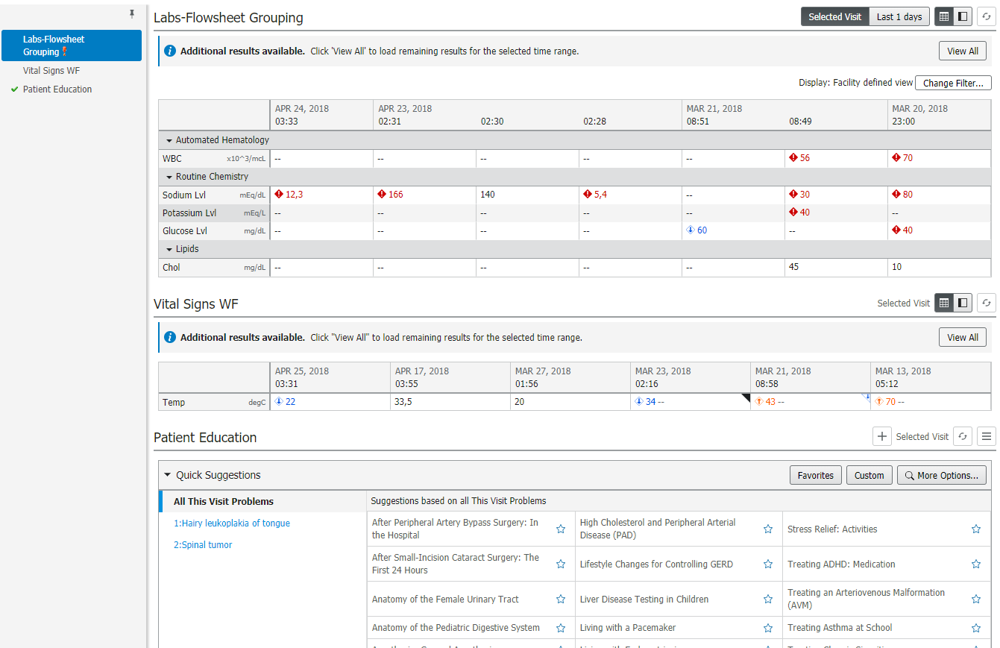 Labs-Flowsheet
Grouping
Vital Signs WF
Patient Education
Labs-Flowsheet Grouping
Selected Visit Last 1 days
Additional results available. Click 'View All' to load remaining results for the selected time range.
View All
Display: Facility defined view Change Filter...
APR 24, 2018 APR 23, 2018 MAR 21, 2018 MAR 20, 2018
03:33 02:31 02:30 02:28 08:51 08:49 23:00
Automated Hematology
WBC x10^3/mcL -- -- -- -- -- 56 70
Routine Chemistry
Sodium Lvl mEq/dL 12,3 166 140 5,4 -- 30 80
Potassium Lvl mEq/L -- -- -- -- -- 40 --
Glucose Lvl mg/dL -- -- -- -- 60 -- 40
Lipids
Chol mg/dL -- -- -- -- -- 45 10
Vital Signs WF
Selected Visit
Additional results available. Click "View All" to load remaining results for the selected time range.
View All
APR 25, 2018 APR 17, 2018 MAR 27, 2018 MAR 23, 2018 MAR 21, 2018 MAR 13, 2018
03:31 03:55 01:56 02:16 08:58 05:12
Temp degC 22 33,5 20 34 -- 43 -- 70 --
Patient Education
Selected Visit
Quick Suggestions
Favorites Custom More Options...
All This Visit Problems
1:Hairy leukoplakia of tongue
2:Spinal tumor
Suggestions based on all This Visit Problems
After Peripheral Artery Bypass Surgery: In
the Hospital
High Cholesterol and Peripheral Arterial
Disease (PAD)
Stress Relief: Activities
After Small-Incision Cataract Surgery: The
First 24 Hours
Lifestyle Changes for Controlling GERD
Treating ADHD: Medication
Anatomy of the Female Urinary Tract
Liver Disease Testing in Children
Treating an Arteriovenous Malformation
(AVM)
Anatomy of the Pediatric Digestive System
Living with a Pacemaker
Treating Asthma at School